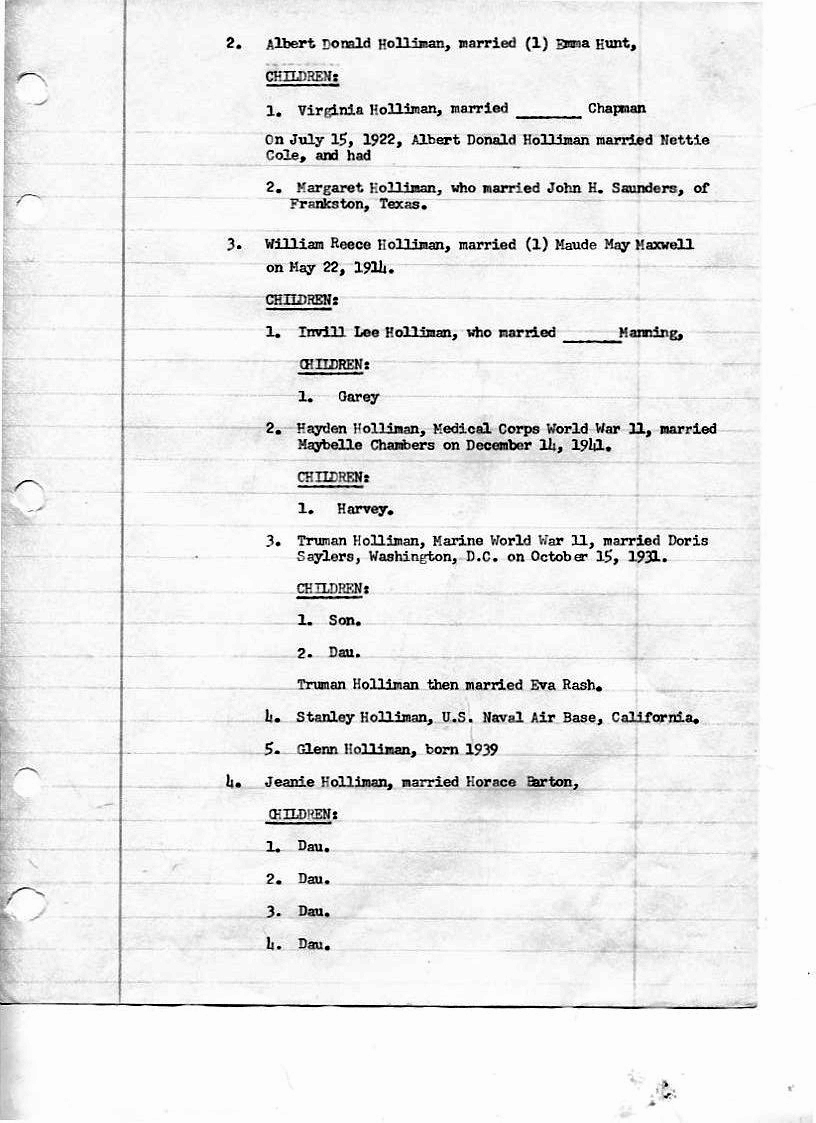 2. Albert Donald Holliman, married (1) Emma Hunt,
CHILDREN:
1. Virginia Holliman, married ________ Chapman
On July 15, 1922, Albert Donald Holliman married Nettie
Cole, and had
2. Margaret Holliman, who married John H. Saunders, of
Frankston, Texas.
3. William Reece Holliman, married (1) Maude May Maxwell
on May 22, 1914.
CHILDREN:
1. Invill Lee Holliman, who married _______Manning,
CHILDREN:
1. Garey
2. Hayden Holliman, Medical Corps World War 11, married
Maybelle Chambers on December 14, 1941.
CHILDREN:
1. Harvey.
3. Truman Holliman, Marine World War 11, married Doris
Saylers, Washington, D.C. on October 15, 1931.
CHILDREN:
1. Son.
2. Dau.
Truman Holliman then married Eva Rash.
4. Stanley Holliman, U.S. Naval Air Base, California.
5. Glenn Holliman, born 1939
4. Jeanie Holliman, married Horace Barton,
CHILDREN:
1. Dau.
2. Dau.
3. Dau.
4. Dau.